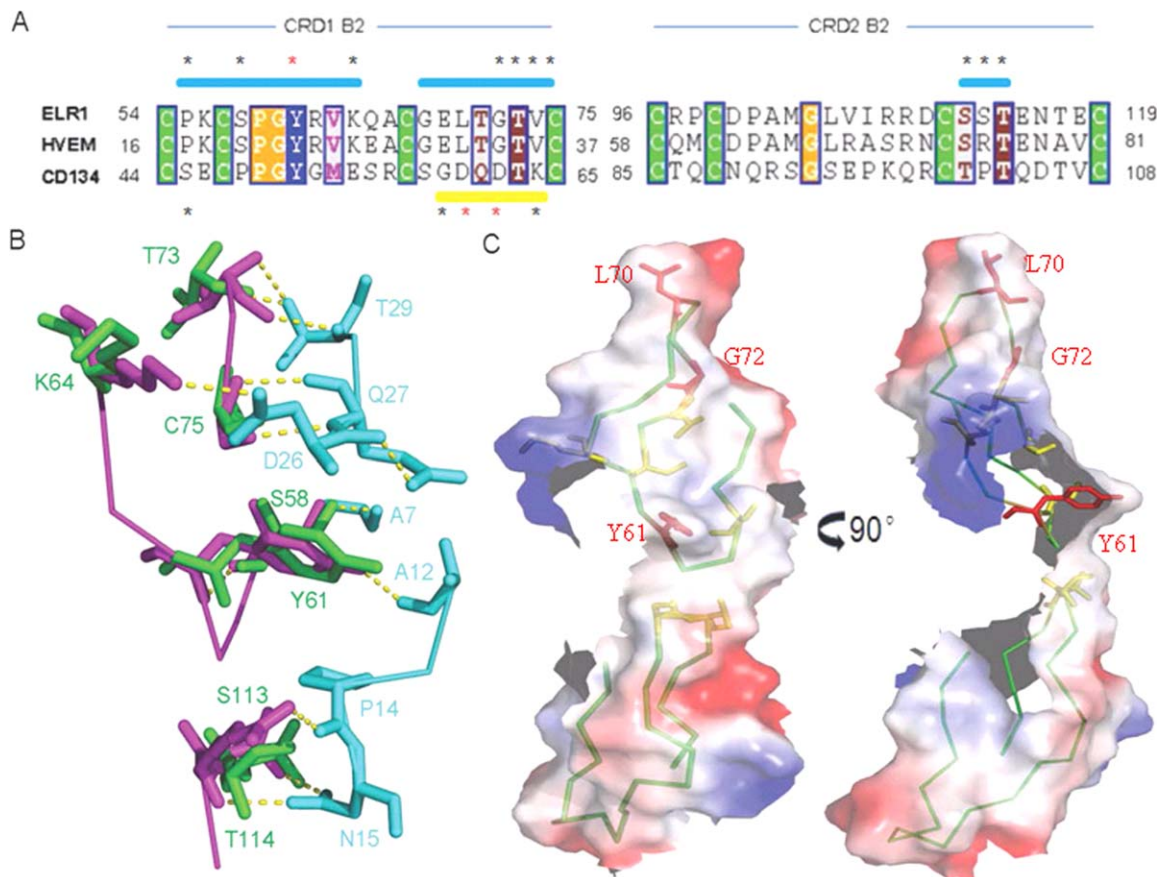 A
CRD1 B2 CRD2 B2
* * * * * * * * * * *
ELR1 54 CPKCSPGYRVKQACGELTGTVC 75 96 CRPCDPAMGLVIRRDCSSTENTEC 119
HVEM 16 CPKCSPGYRVKEACGELTGTVC 37 58 CQMCDPAMGLRASRNCSRTENAVC 81
CD134 44 CSECPPGYGMESRCSGDQDTKC 65 85 CTQCNQRSGSEPKQRCTPTQDTVC 108
* * * * *
B
T73
T29
K64
Q27
C75
D26
S58
A7
A12
Y61
S113
P14
T114
N15
C
L70
G72
Y61
90°
L70
G72
Y61